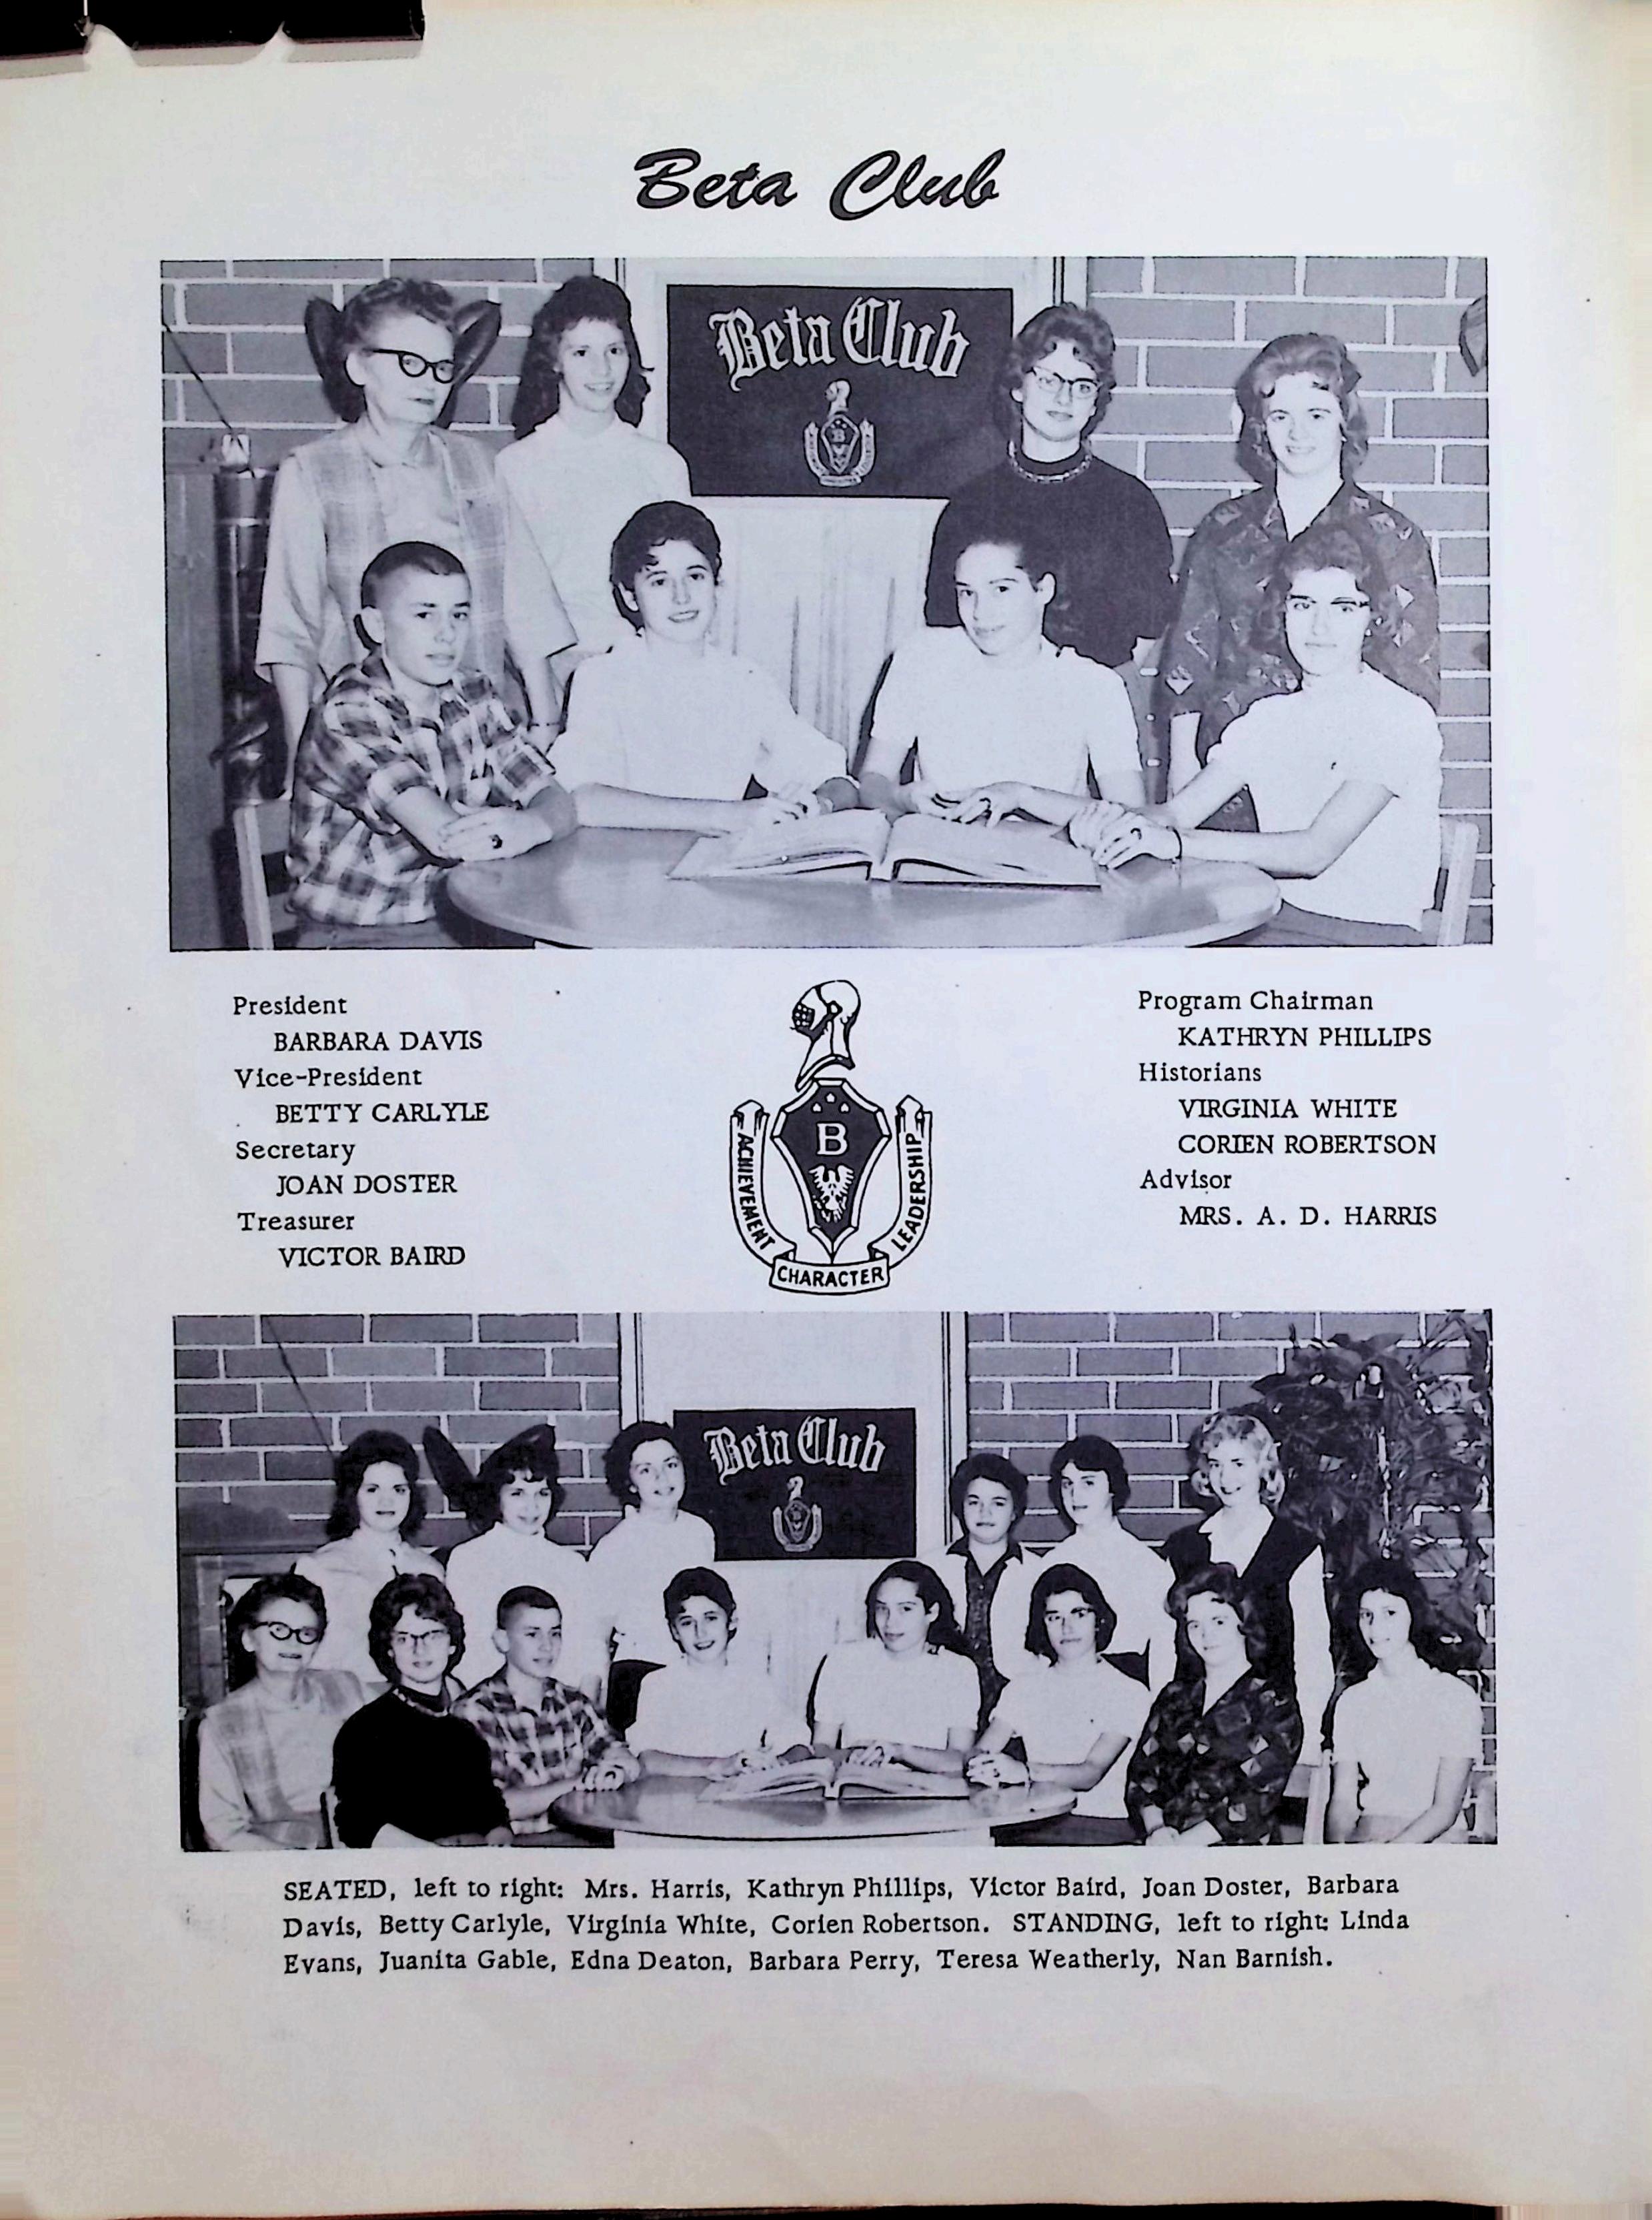 Beta Club
Beta Club
B
President
BARBARA DAVIS
Vice-President
BETTY CARLYLE
Secretary
JOAN DOSTER
Treasurer
VICTOR BAIRD
B
ACHIEVEMENT
CHARACTER
LEADERSHIP
Program Chairman
KATHRYN PHILLIPS
Historians
VIRGINIA WHITE
CORIEN ROBERTSON
Advisor
MRS. A. D. HARRIS
Beta Club
SEATED, left to right: Mrs. Harris, Kathryn Phillips, Victor Baird, Joan Doster, Barbara
Davis, Betty Carlyle, Virginia White, Corien Robertson. STANDING, left to right: Linda
Evans, Juanita Gable, Edna Deaton, Barbara Perry, Teresa Weatherly, Nan Barnish.